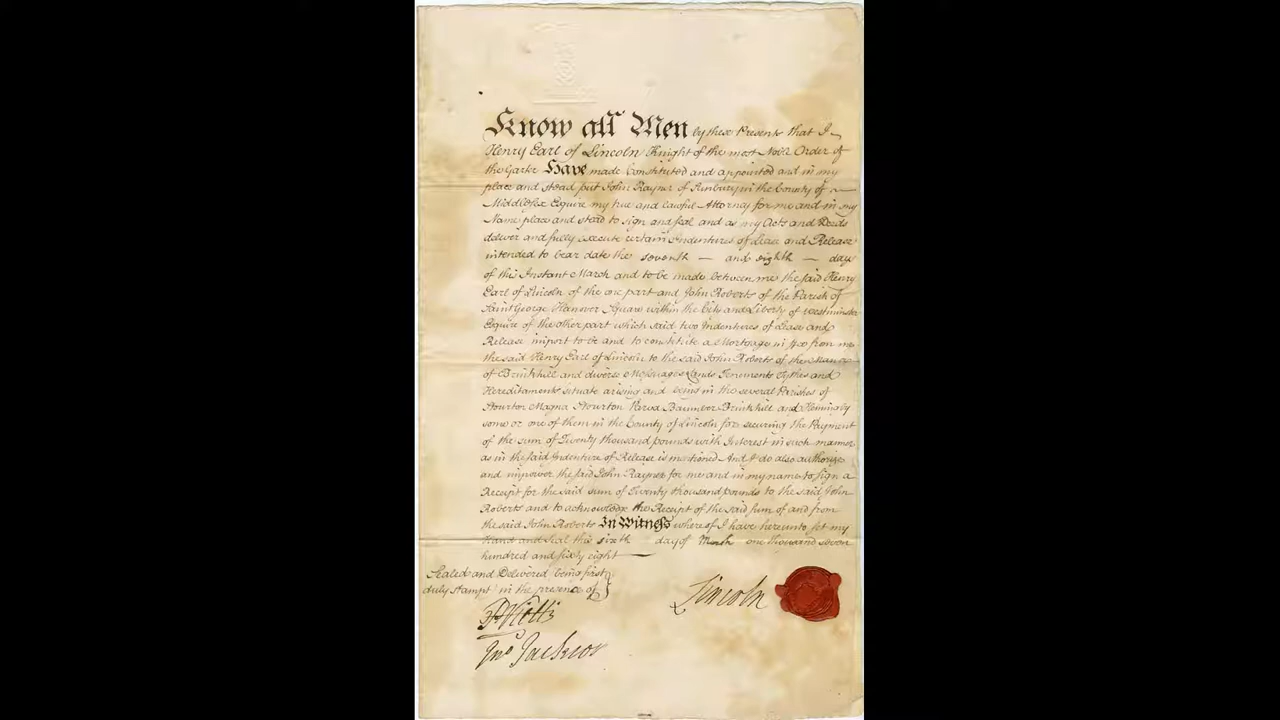 Know all Men by these Presents that I
Henry Earl of Lincoln Knight of the most Noble Order of
the Garter Have made Constituted and appointed and in my
place and stead put John Rayner of Sunbury in the County of
Middlesex Esquire my true and lawful Attorney for me and in my
Name place and stead to sign and seal and as my Acts and Deeds
deliver and fully execute certain Indentures of Lease and Release
intended to bear date the seventh — and eighth — days
of this Instant March and to be made between me the said Henry
Earl of Lincoln of the one part and John Roberts of the Parish of
Saint George Hanover Square within the City and Liberty of Westminster
Esquire of the other part which said two Indentures of Lease and
Release import to be and to constitute a Mortgage in ffee from me
the said Henry Earl of Lincoln to the said John Roberts of the Manor
of Brinkhill and diverse Messuages Lands Tenements Tythes and
Hereditaments situate arising and being in the several Parishes of
Stourton Magna Stourton Parva Baumber Brinkhill and Hemingby
some or one of them in the County of Lincoln for securing the Payment
of the sum of Twenty thousand pounds with Interest in such manner
as in the said Indenture of Release is mentioned And I do also authorize
and impower the said John Rayner for me and in my name to sign a
Receipt for the said sum of Twenty thousand pounds to the said John
Roberts and to acknowledge the Receipt of the said sum of and from
the said John Roberts In Witness whereof I have hereunto set my
Hand and Seal this sixth day of March one thousand seven
hundred and sixty eight —
Sealed and Delivered being first
duly stampt in the presence of
Lincoln
Jno Jackson